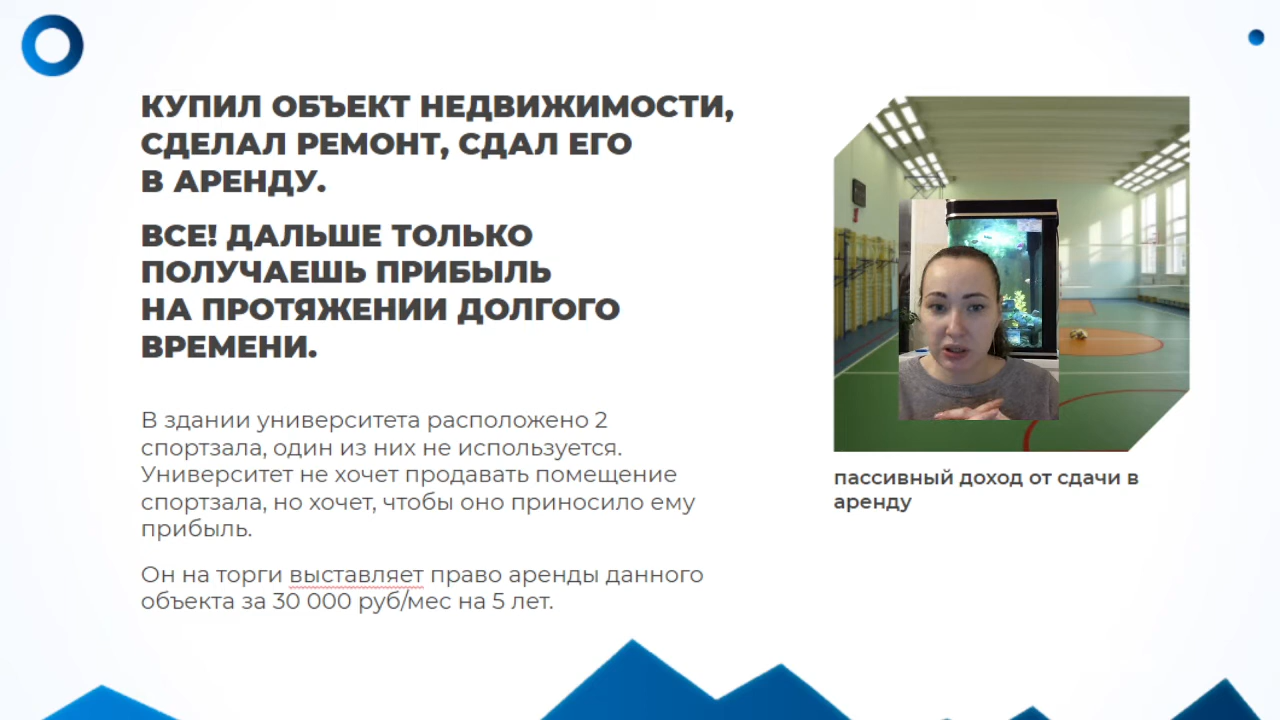 КУПИЛ ОБЪЕКТ НЕДВИЖИМОСТИ,
СДЕЛАЛ РЕМОНТ, СДАЛ ЕГО
В АРЕНДУ.
ВСЕ! ДАЛЬШЕ ТОЛЬКО
ПОЛУЧАЕШЬ ПРИБЫЛЬ
НА ПРОТЯЖЕНИИ ДОЛГОГО
ВРЕМЕНИ.
В здании университета расположено 2
спортзала, один из них не используется.
Университет не хочет продавать помещение
спортзала, но хочет, чтобы оно приносило ему
прибыль.
Он на торги выставляет право аренды данного
объекта за 30 000 руб/мес на 5 лет.
пассивный доход от сдачи в
аренду